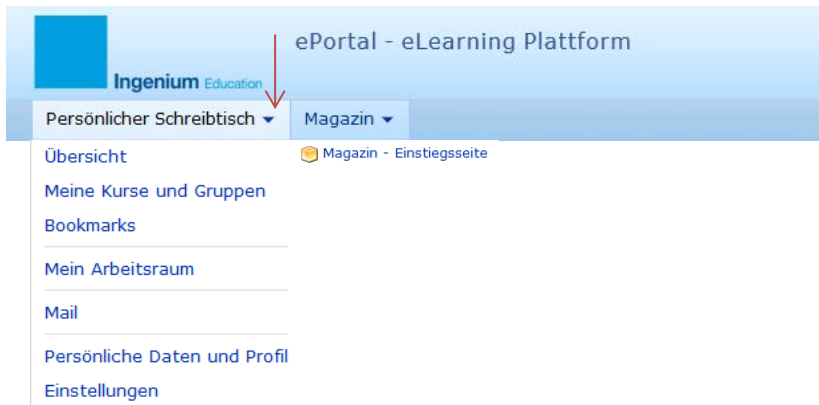 ePortal - eLearning Plattform
Ingenium Education
Persönlicher Schreibtisch Magazin
Übersicht
Magazin - Einstiegsseite
Meine Kurse und Gruppen
Bookmarks
Mein Arbeitsraum
Mail
Persönliche Daten und Profil
Einstellungen